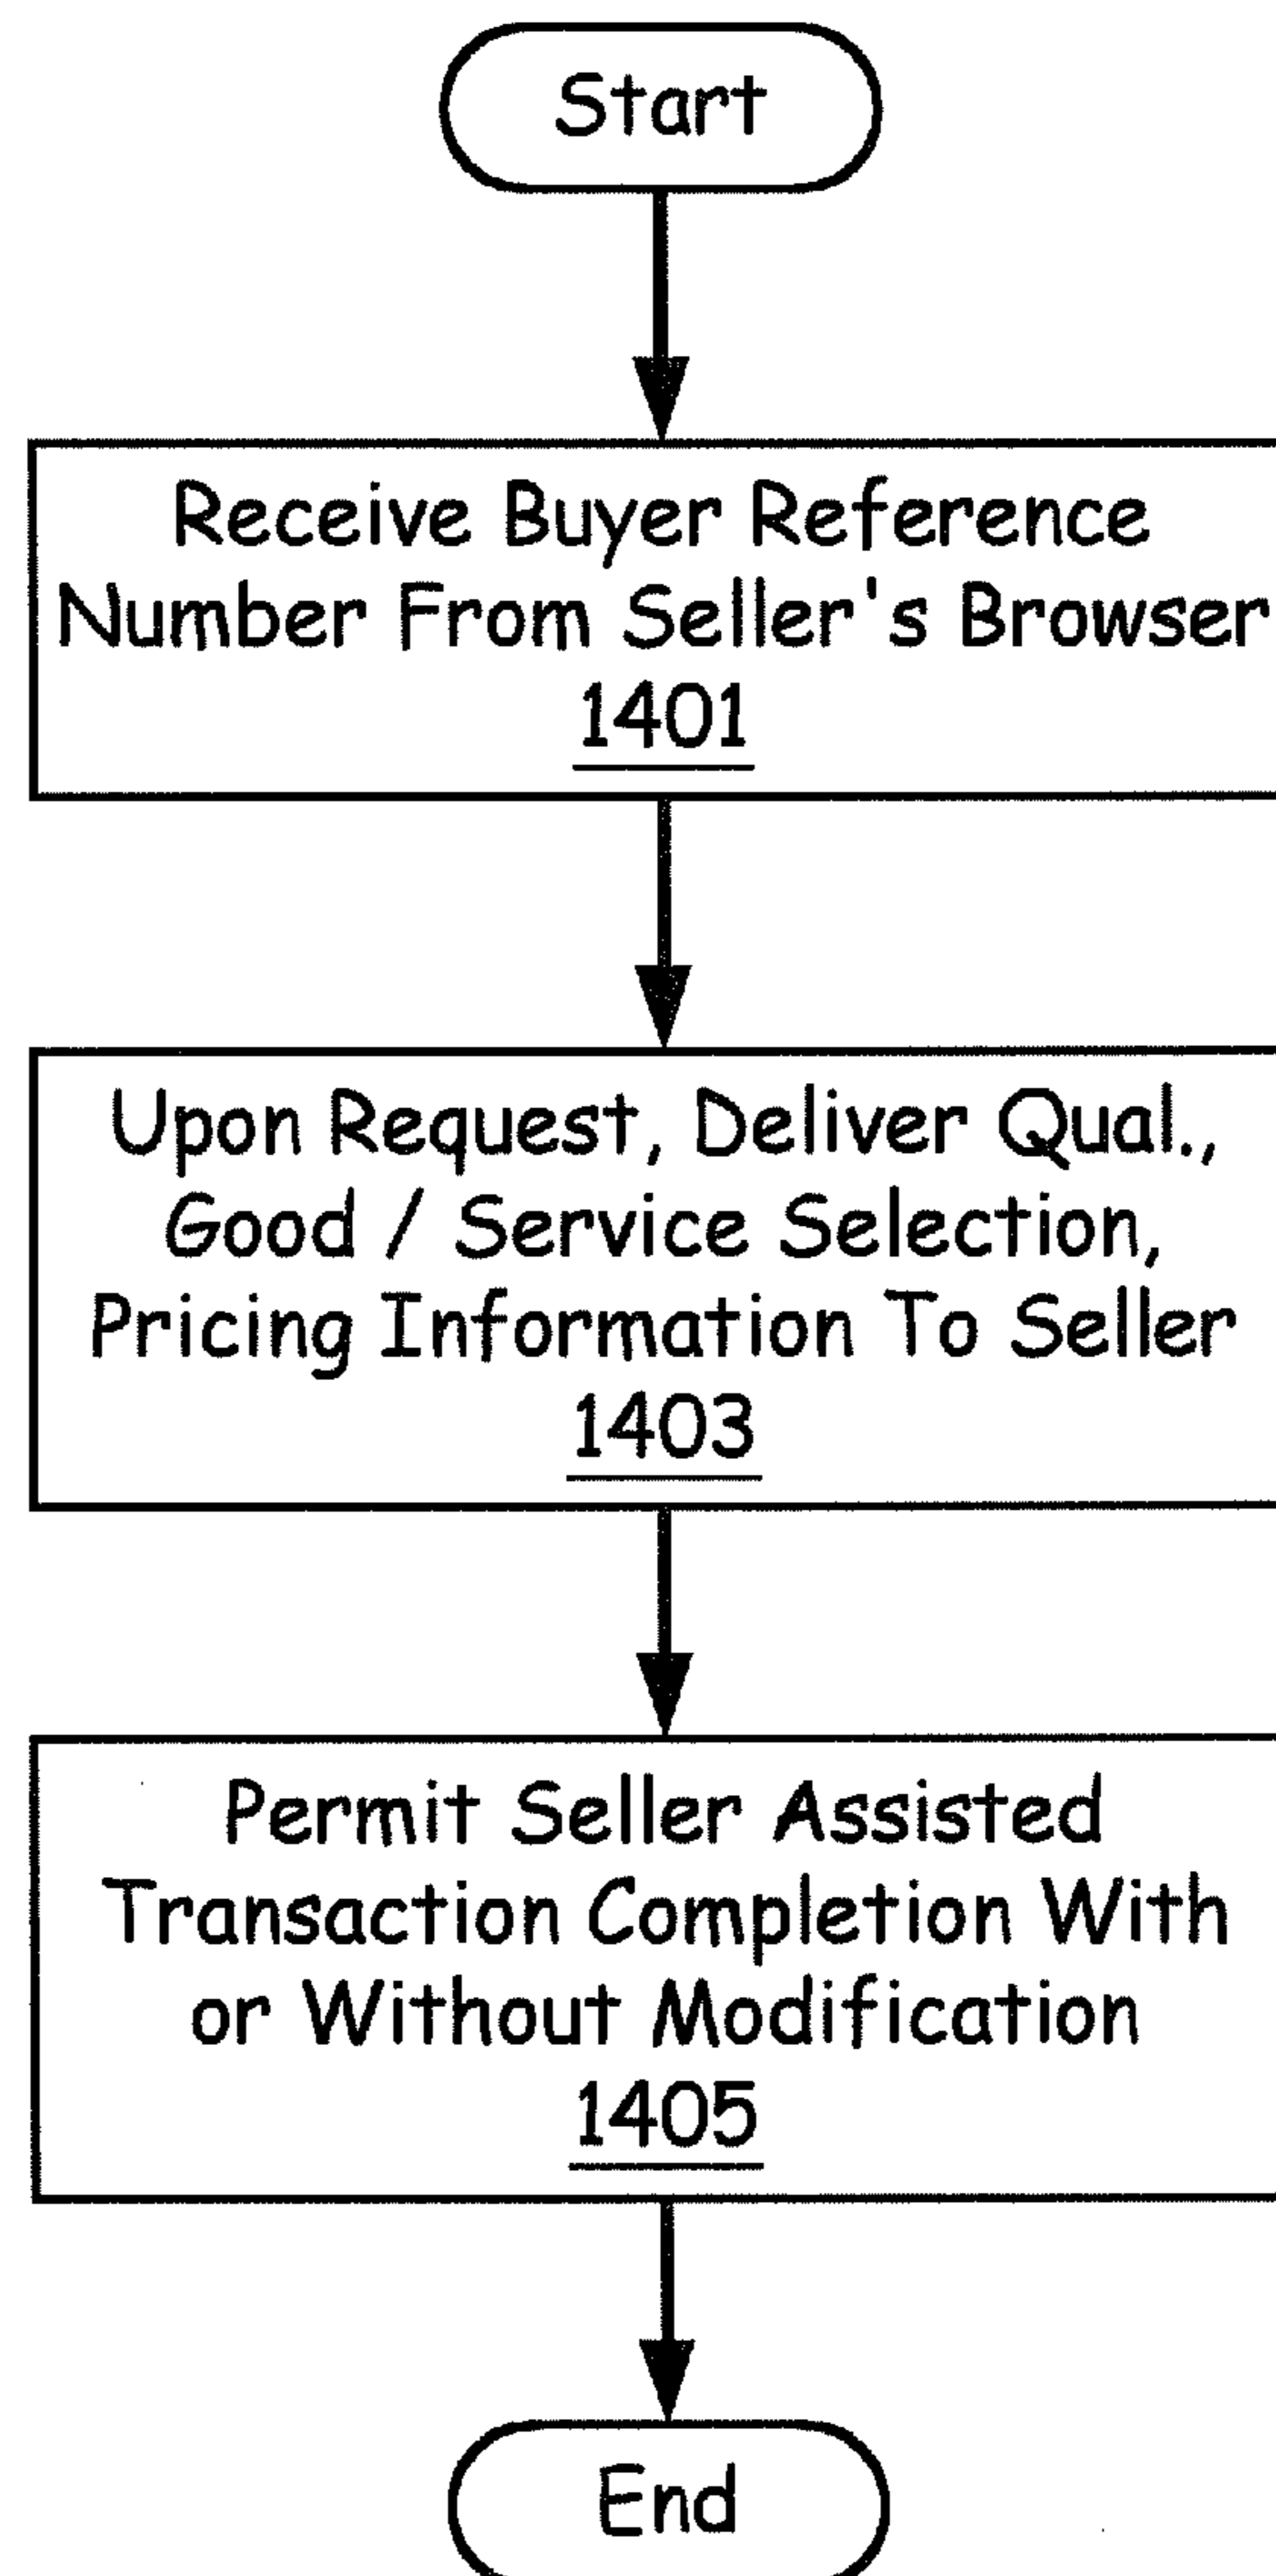 Start
Receive Buyer Reference
Number From Seller's Browser
1401
Upon Request, Deliver Qual.,
Good / Service Selection,
Pricing Information To Seller
1403
Permit Seller Assisted
Transaction Completion With
or Without Modification
1405
End